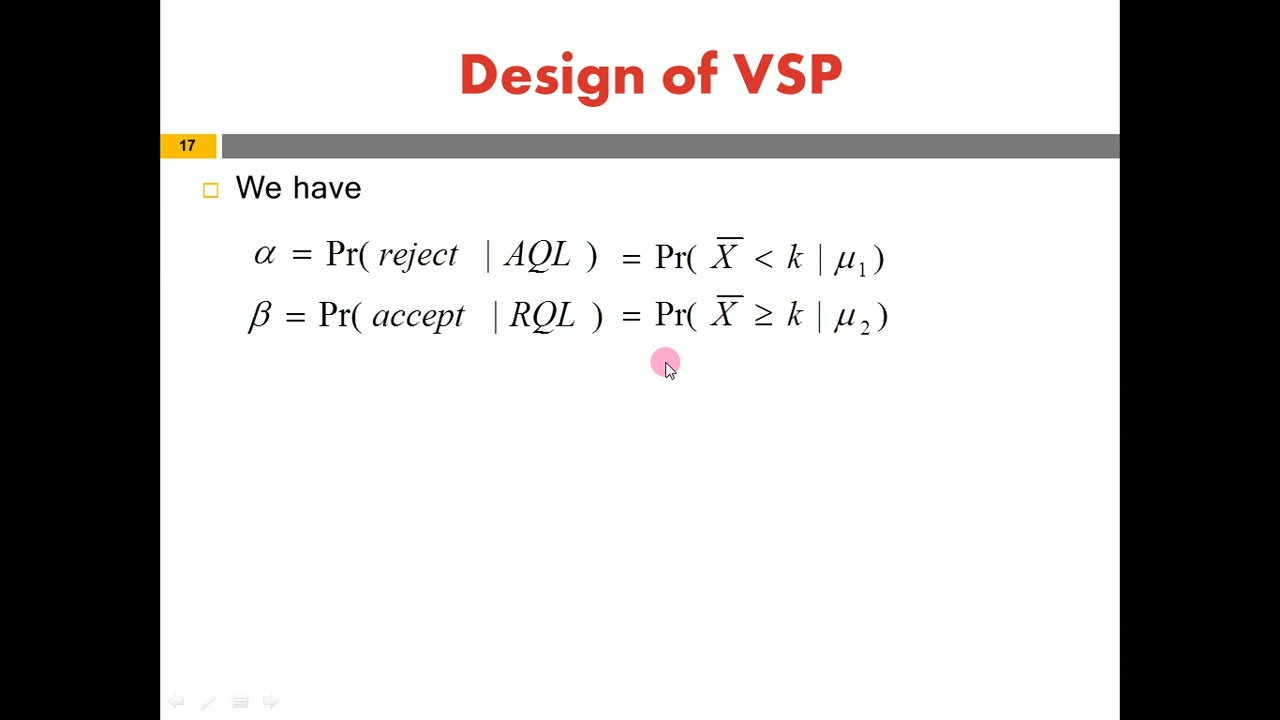 Design of VSP
17
We have
α = Pr( reject | AQL ) = Pr( X̅ < k | μ₁ )
β = Pr( accept | RQL ) = Pr( X̅ ≥ k | μ₂ )